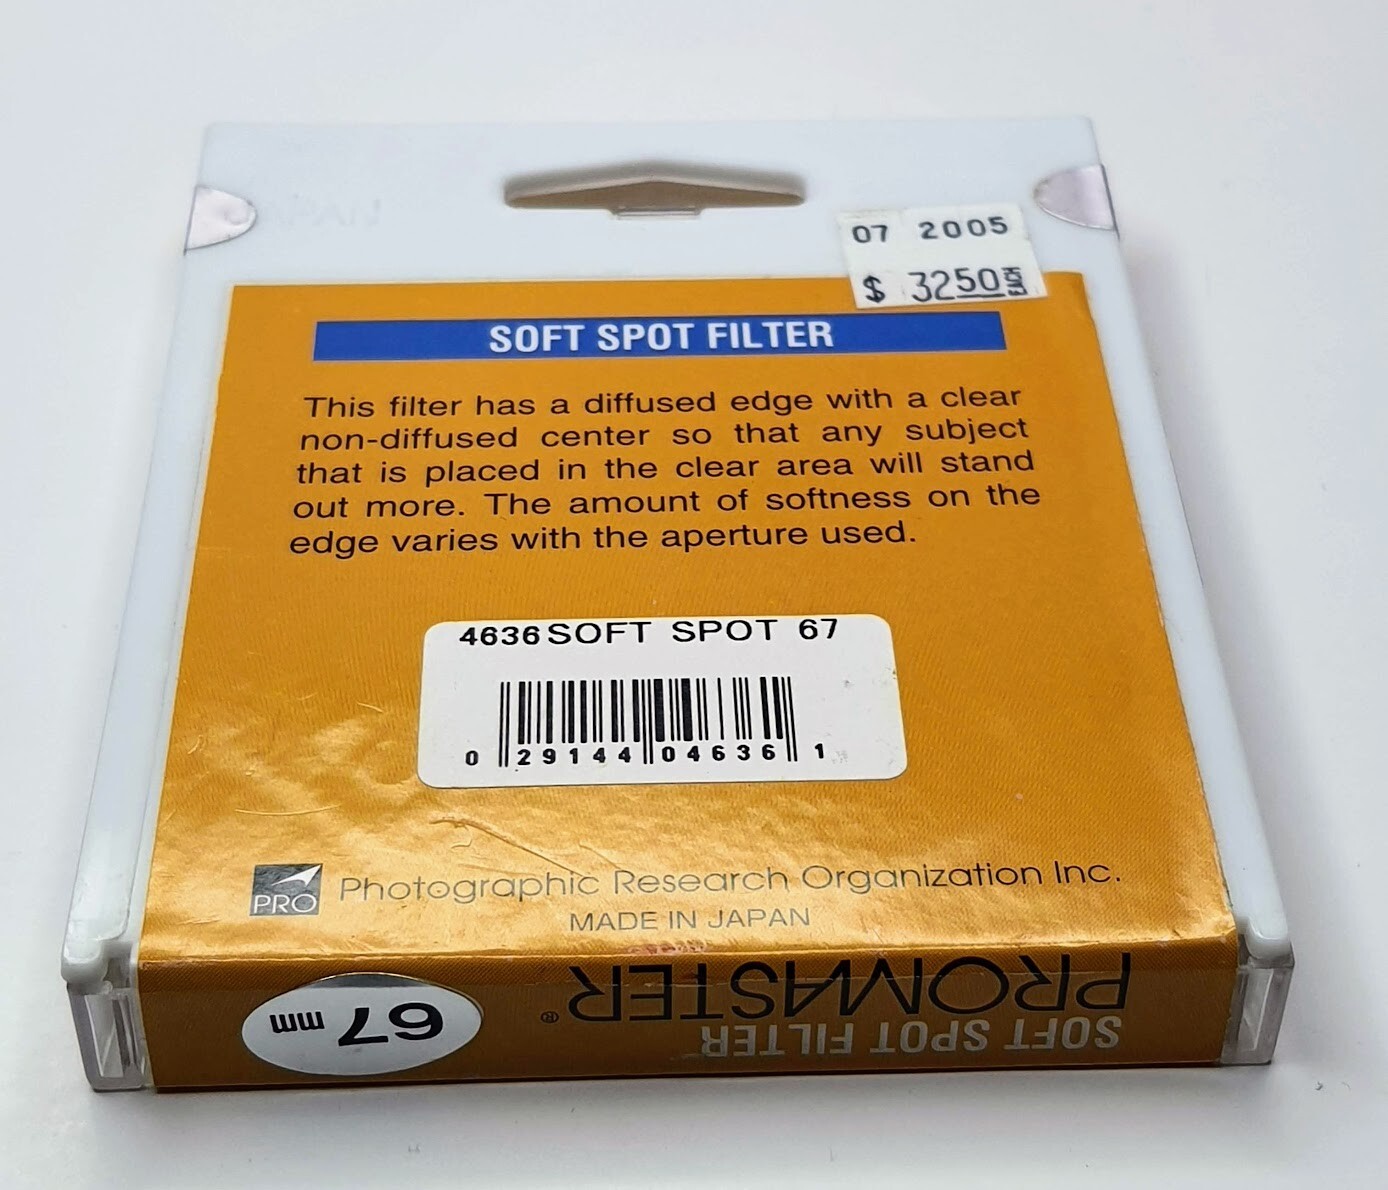 07 2005
$ 3250 EACH
SOFT SPOT FILTER
This filter has a diffused edge with a clear
non-diffused center so that any subject
that is placed in the clear area will stand
out more. The amount of softness on the
edge varies with the aperture used.
4636 SOFT SPOT 67
0 29144 04636 1
PRO Photographic Research Organization Inc.
MADE IN JAPAN
PROMASTER®
SOFT SPOT FILTER
67 mm